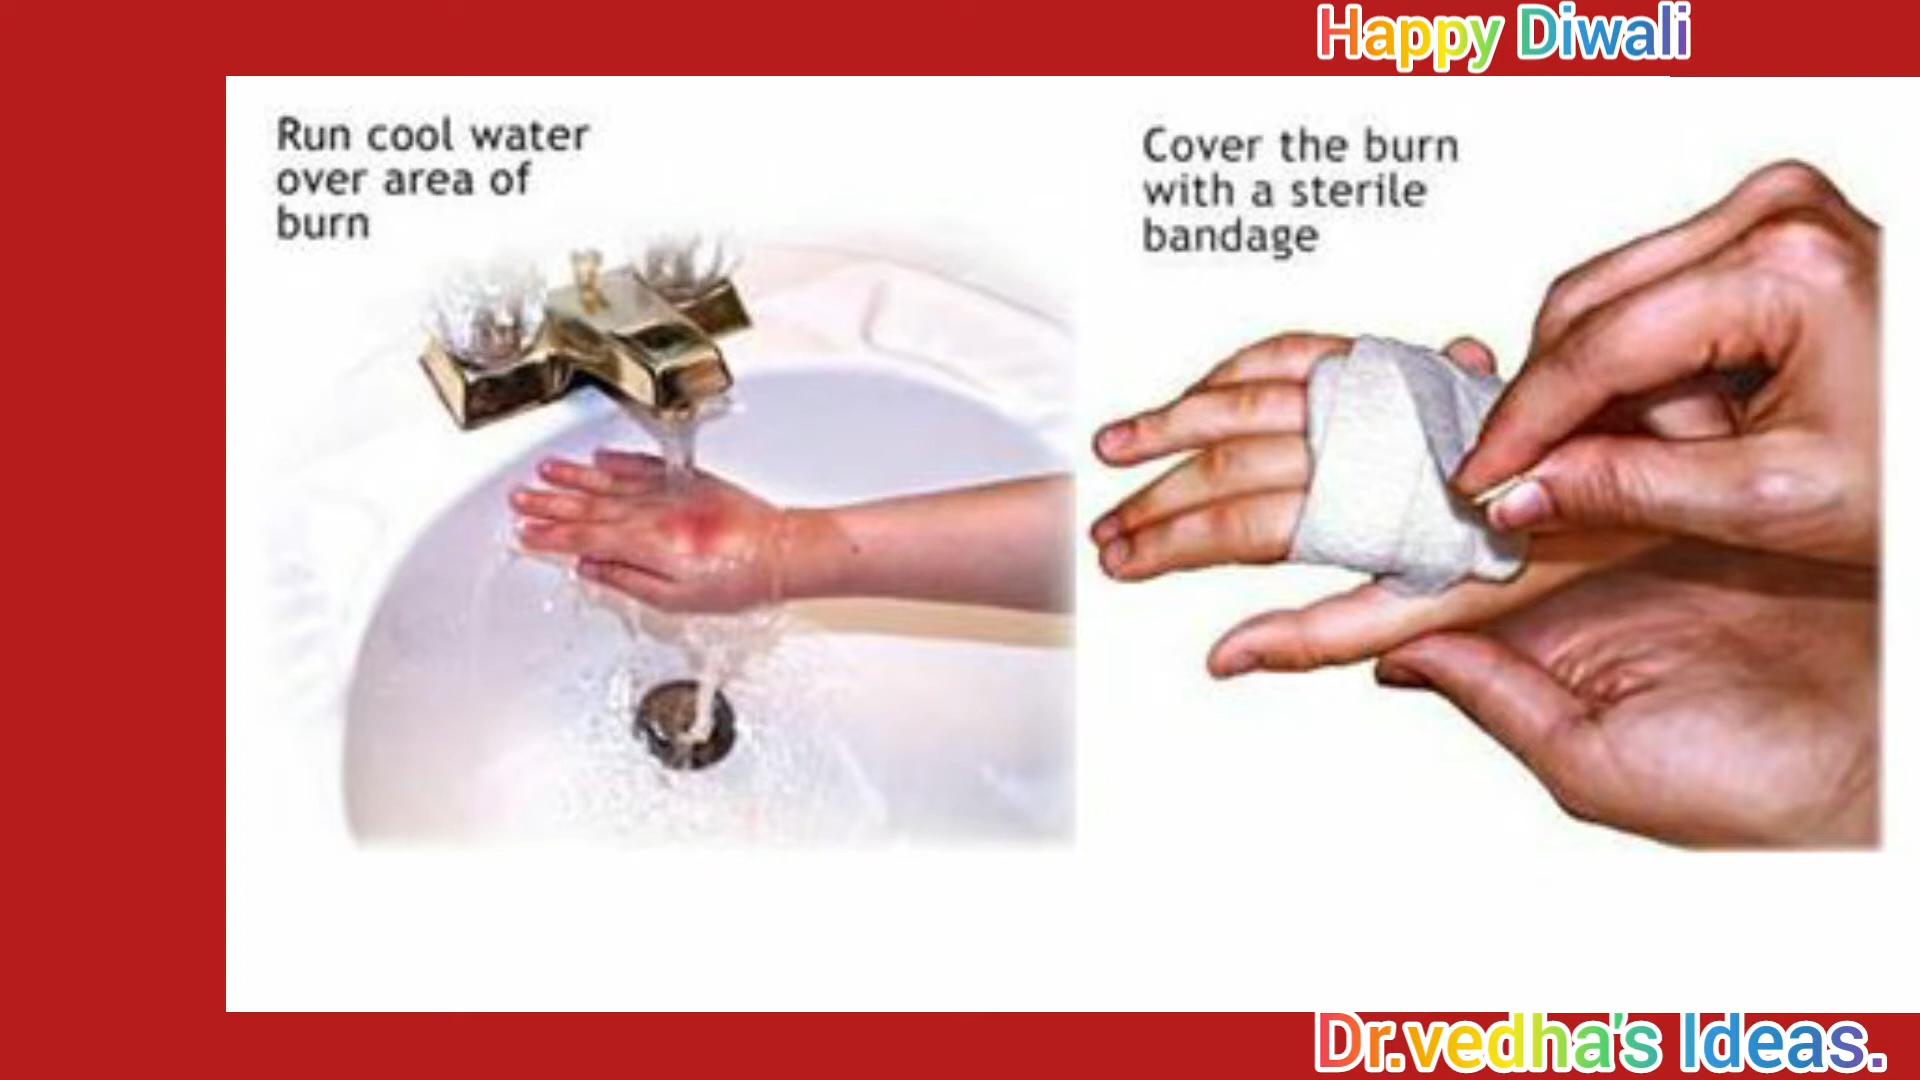 Happy Diwali
Run cool water
over area of
burn
Cover the burn
with a sterile
bandage
Dr.vedha's Ideas.